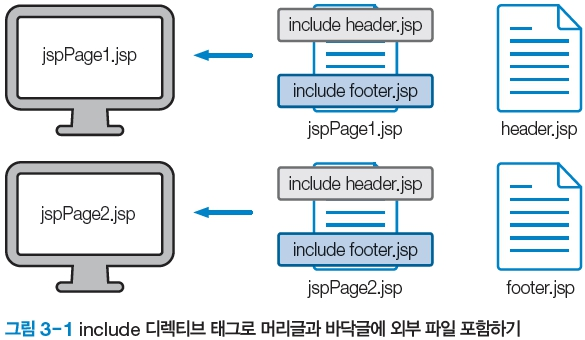 jspPage1.jsp
include header.jsp
include footer.jsp
jspPage1.jsp
header.jsp
jspPage2.jsp
include header.jsp
include footer.jsp
jspPage2.jsp
footer.jsp
그림 3-1 include 디렉티브 태그로 머리글과 바닥글에 외부 파일 포함하기